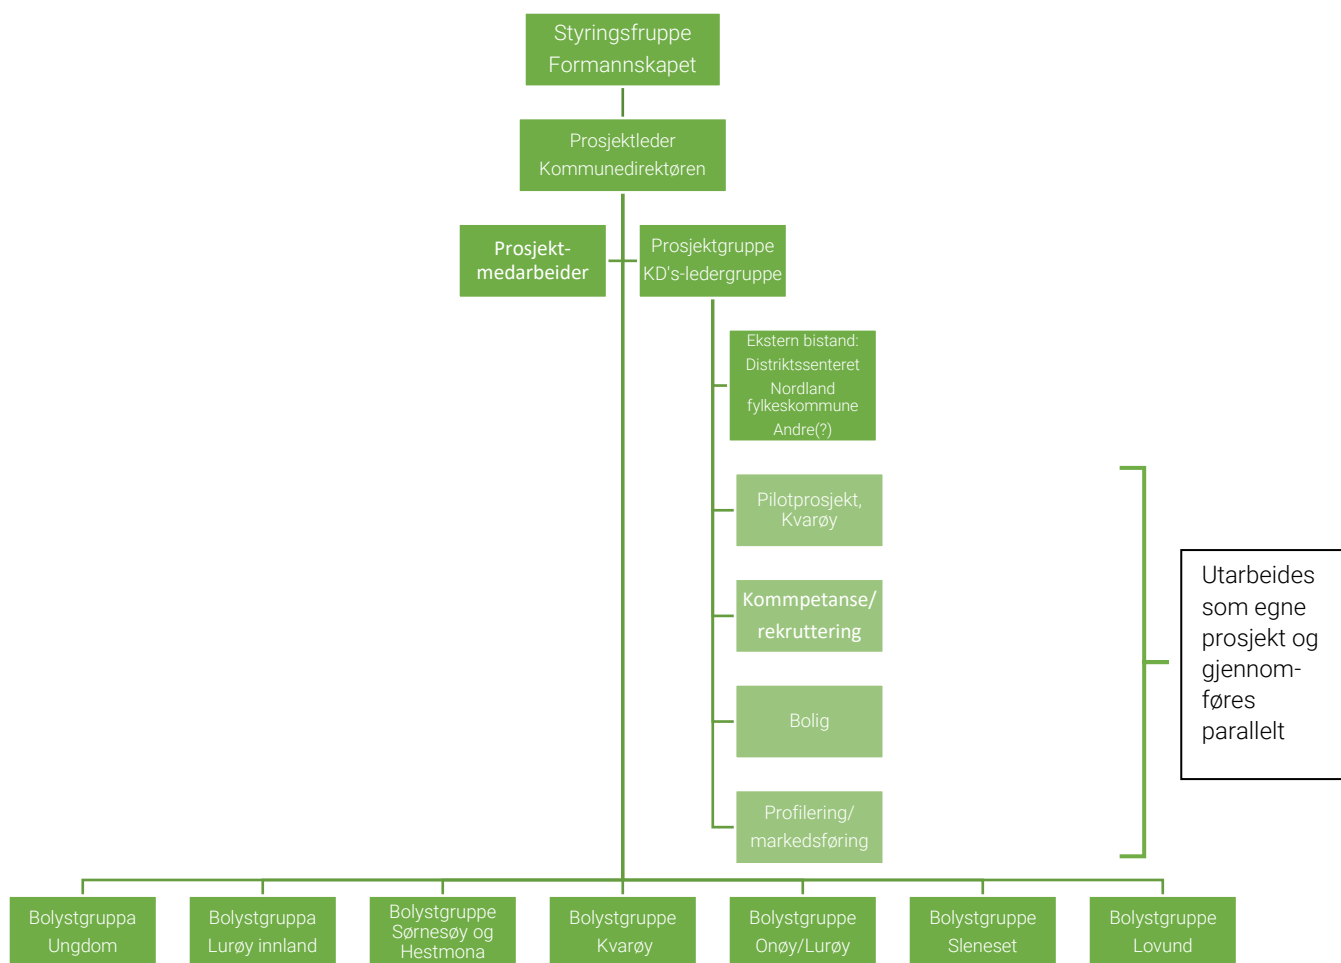 Styringsfruppe
Formannskapet
Prosjektleder
Kommunedirektøren
Prosjekt-
medarbeider
Prosjektgruppe
KD's-ledergruppe
Ekstern bistand:
Distriktssenteret
Nordland
fylkeskommune
Andre(?)
Pilotprosjekt,
Kvarøy
Kommpetanse/
rekruttering
Bolig
Profilering/
markedsføring
Utarbeides
som egne
prosjekt og
gjennom-
føres
parallelt
Bolystgruppa
Ungdom
Bolystgruppa
Lurøy innland
Bolystgruppe
Sørnesøy og
Hestmona
Bolystgruppe
Kvarøy
Bolystgruppe
Onøy/Lurøy
Bolystgruppe
Sleneset
Bolystgruppe
Lovund